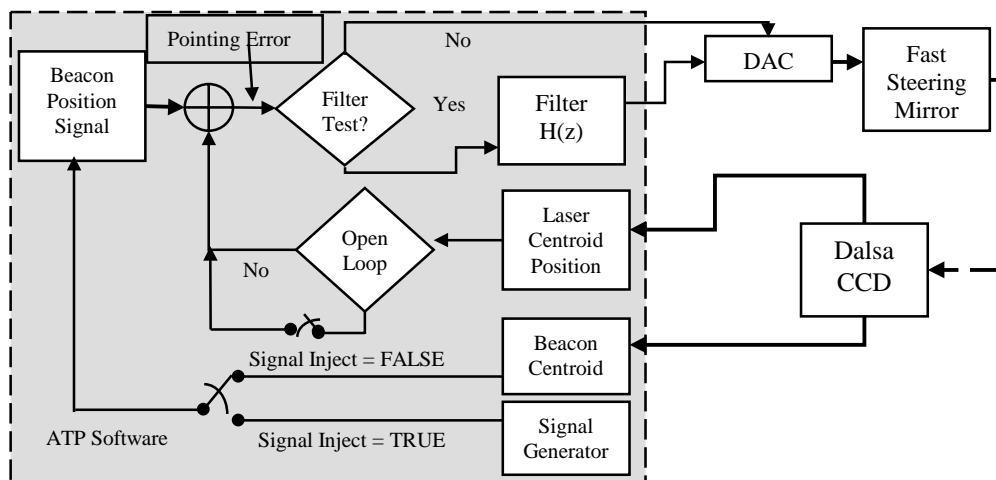 Pointing Error
No
DAC
Fast
Steering
Mirror
Beacon
Position
Signal
Filter
Test?
Yes
Filter
H(z)
Open
Loop
No
Laser
Centroid
Position
Dalsa
CCD
Signal Inject = FALSE
Beacon
Centroid
ATP Software
Signal Inject = TRUE
Signal
Generator